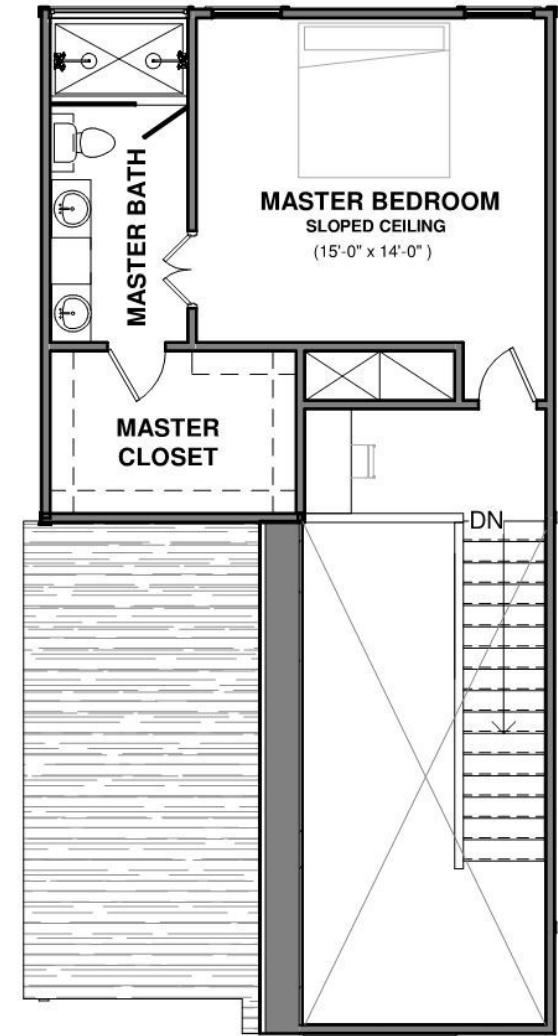 MASTER BATH
MASTER BEDROOM
SLOPED CEILING
(15'-0" x 14'-0" )
MASTER
CLOSET
DN